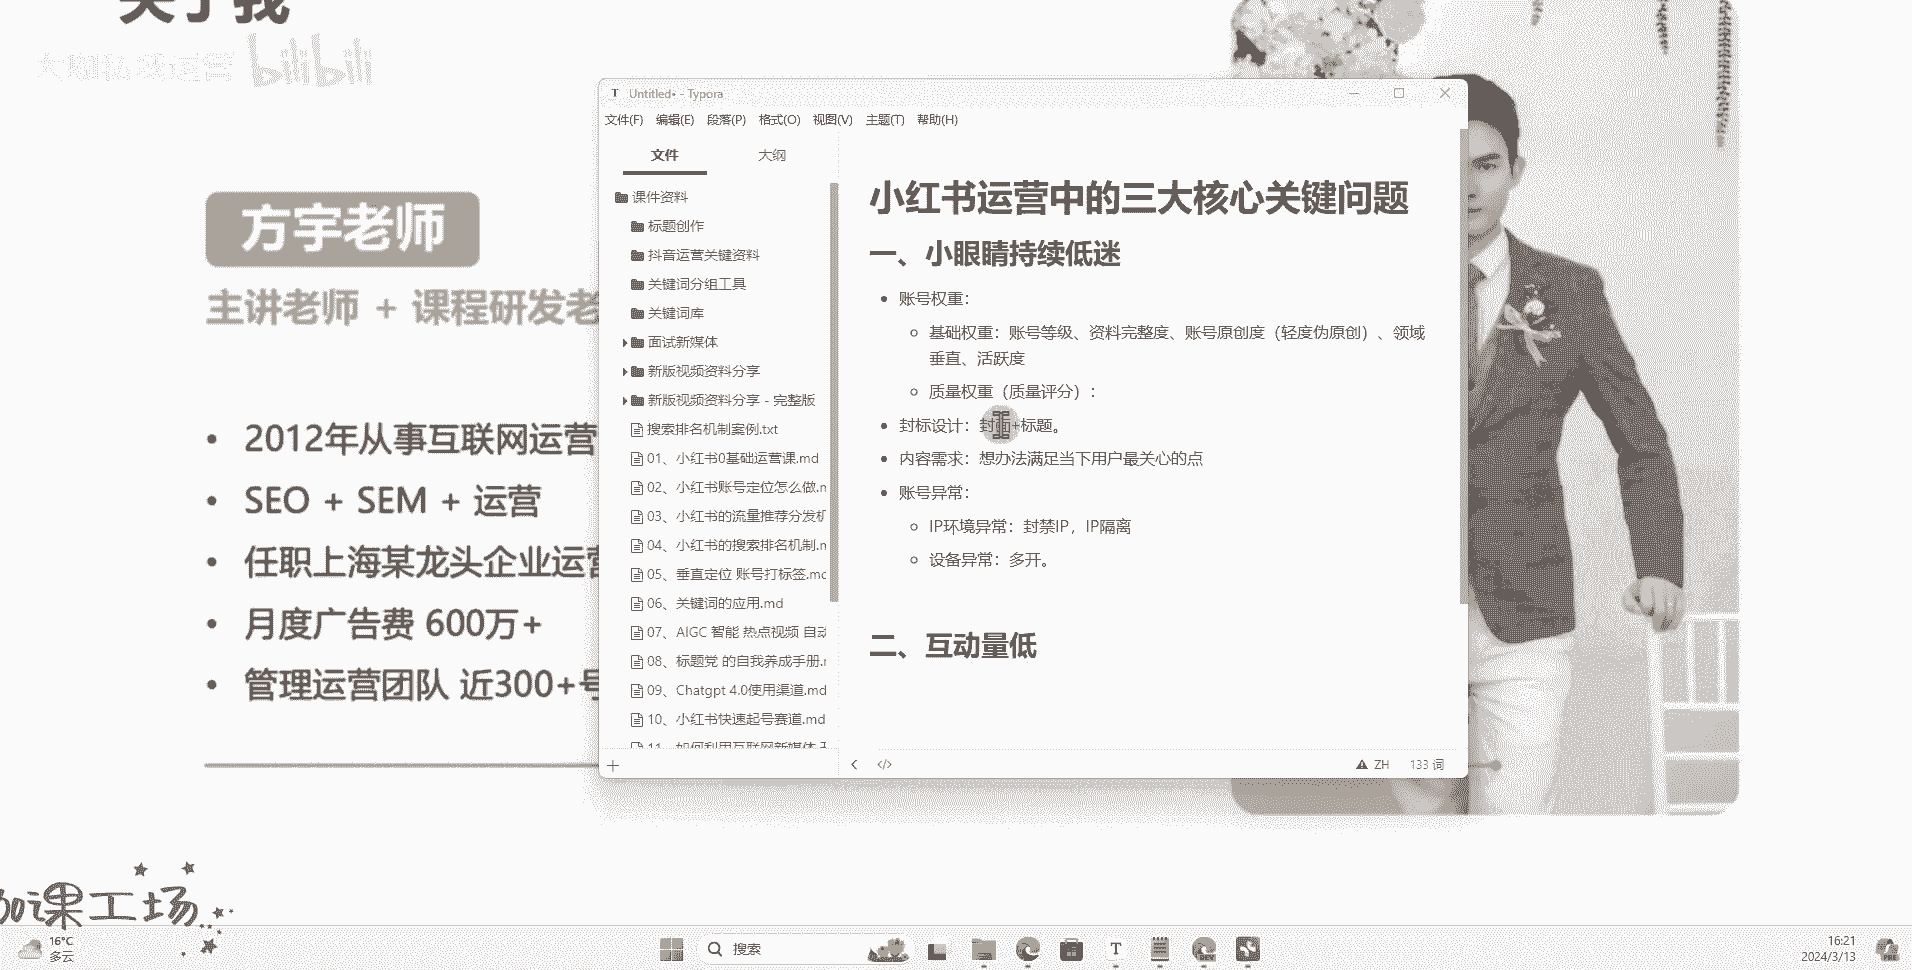 关于我
大咖私域运营 bilibili
方宇老师
主讲老师 + 课程研发老
• 2012年从事互联网运营
• SEO + SEM + 运营
• 任职上海某龙头企业运营
• 月度广告费 600万+
• 管理运营团队 近300+号
Untitled• - Typora
文件(F) 编辑(E) 段落(P) 格式(O) 视图(V) 主题(T) 帮助(H)
文件 大纲
课件资料
标题创作
抖音运营关键资料
关键词分组工具
关键词库
面试新媒体
新版视频资料分享
新版视频资料分享 - 完整版
搜索排名机制案例.txt
01、小红书0基础运营课.md
02、小红书账号定位怎么做.m
03、小红书的流量推荐分发机
04、小红书的搜索排名机制.m
05、垂直定位 账号打标签.md
06、关键词的应用.md
07、AIGC 智能 热点视频 自动
08、标题党 的自我养成手册.m
09、Chatgpt 4.0使用渠道.md
10、小红书快速起号赛道.md
11、如何利用互联网新媒体
小红书运营中的三大核心关键问题
一、小眼睛持续低迷
• 账号权重：
基础权重：账号等级、资料完整度、账号原创度（轻度伪原创）、领域
垂直、活跃度
质量权重（质量评分）：
• 封标设计：封面+标题。
• 内容需求：想办法满足当下用户最关心的点
• 账号异常：
IP环境异常：封禁IP，IP隔离
设备异常：多开。
二、互动量低
ZH 133 词
课工场
16°C
多云
搜索
16:21
2024/3/13